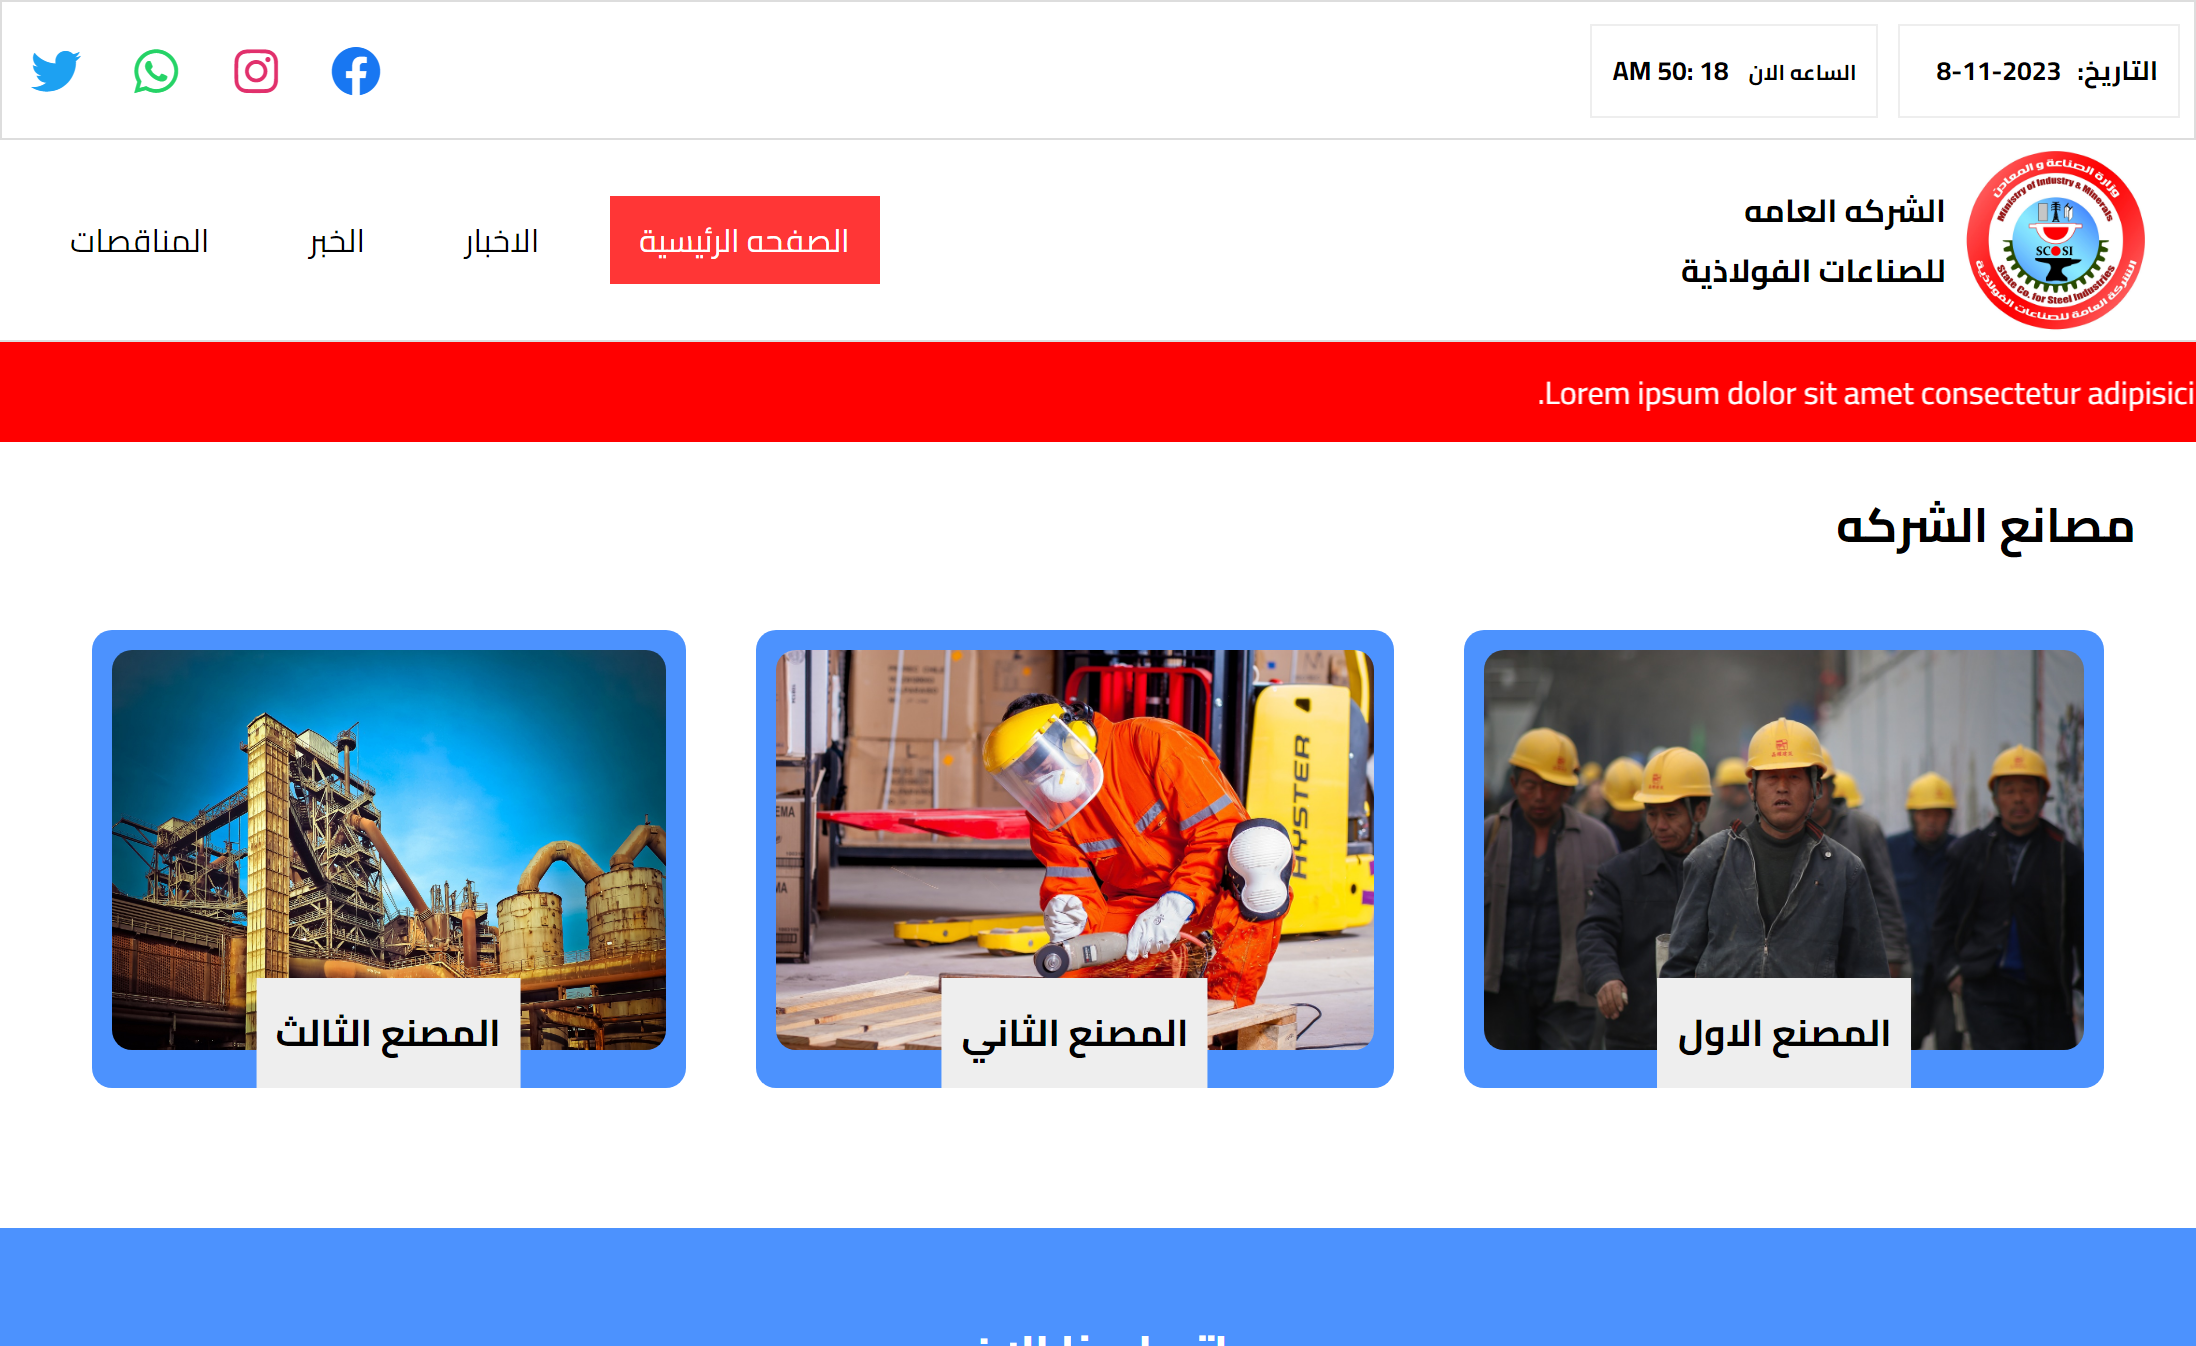 التاريخ: 8-11-2023
الساعه الان AM 50: 18
وزارة الصناعة و المعادن
Ministry of Industry & Minerals
SCOSI
State Co. for Steel Industries
الشركة العامة للصناعات الفولاذية
الشركه العامه
للصناعات الفولاذية
الصفحه الرئيسية
الاخبار
الخبر
المناقصات
.Lorem ipsum dolor sit amet consectetur adipisici
مصانع الشركه
المصنع الاول
HYSTER
المصنع الثاني
المصنع الثالث